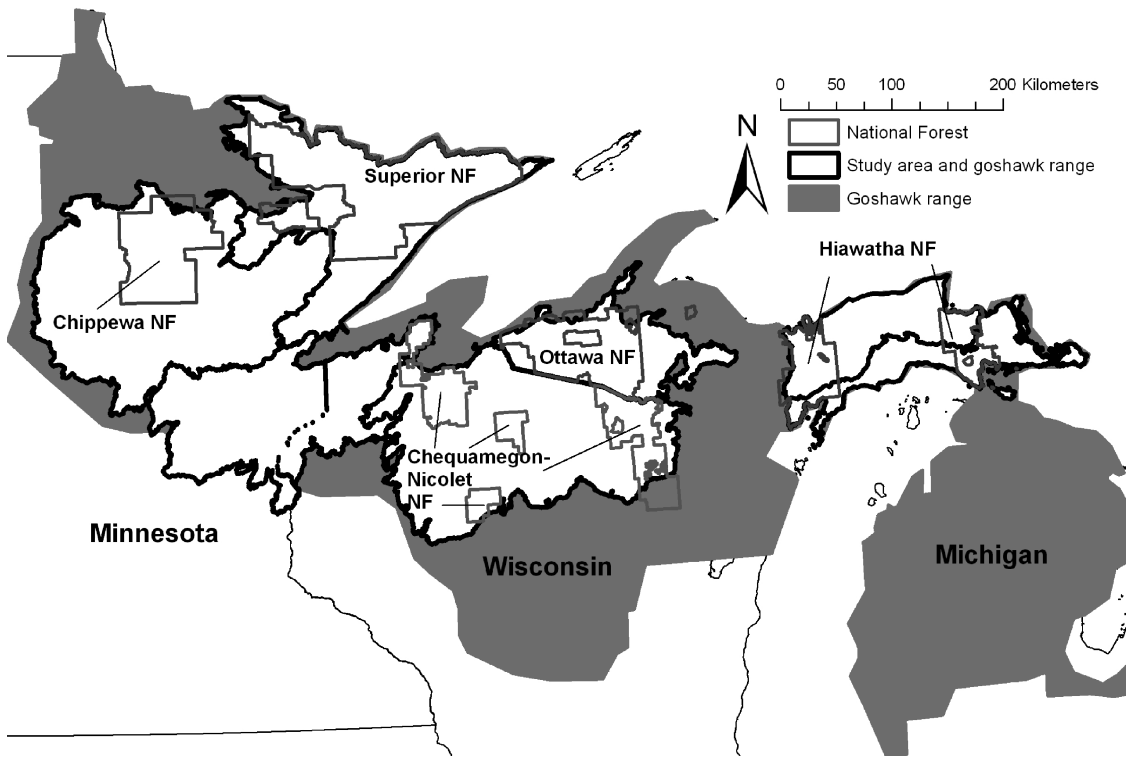 0 50 100 200 Kilometers
National Forest
Study area and goshawk range
Goshawk range
N
Superior NF
Hiawatha NF
Chippewa NF
Ottawa NF
Chequamegon-
Nicolet
NF
Minnesota
Wisconsin
Michigan